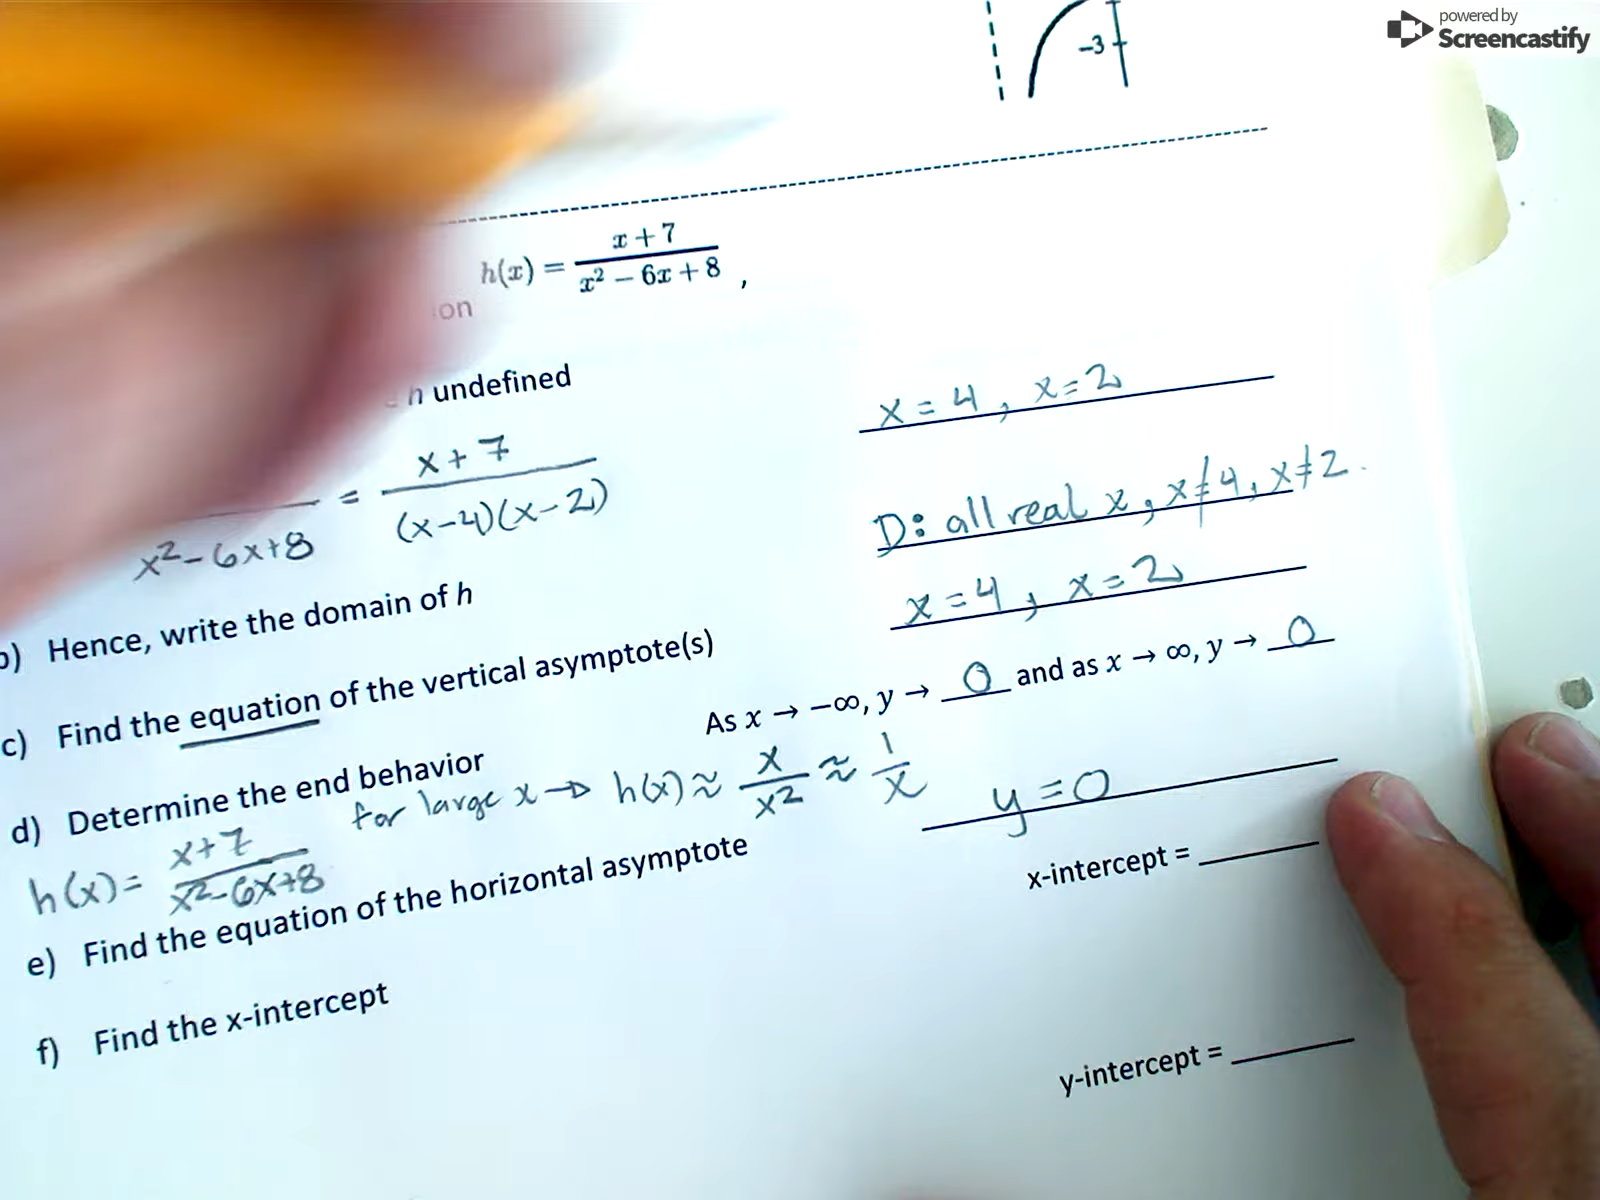 powered by
Screencastify
-3
h(x) = x + 7 / x² − 6x + 8 ,
on
h undefined
x = 4 , x = 2
x² - 6x + 8 = x + 7 / (x-4)(x-2)
D: all real x, x≠4, x≠2.
b) Hence, write the domain of h
x = 4 , x = 2
c) Find the equation of the vertical asymptote(s)
As x → −∞, y → 0 and as x → ∞, y → 0
d) Determine the end behavior
for large x → h(x) ≈ x / x² ≈ 1 / x
h(x) = x+7 / x²-6x+8
y = 0
e) Find the equation of the horizontal asymptote
x-intercept =
f) Find the x-intercept
y-intercept =